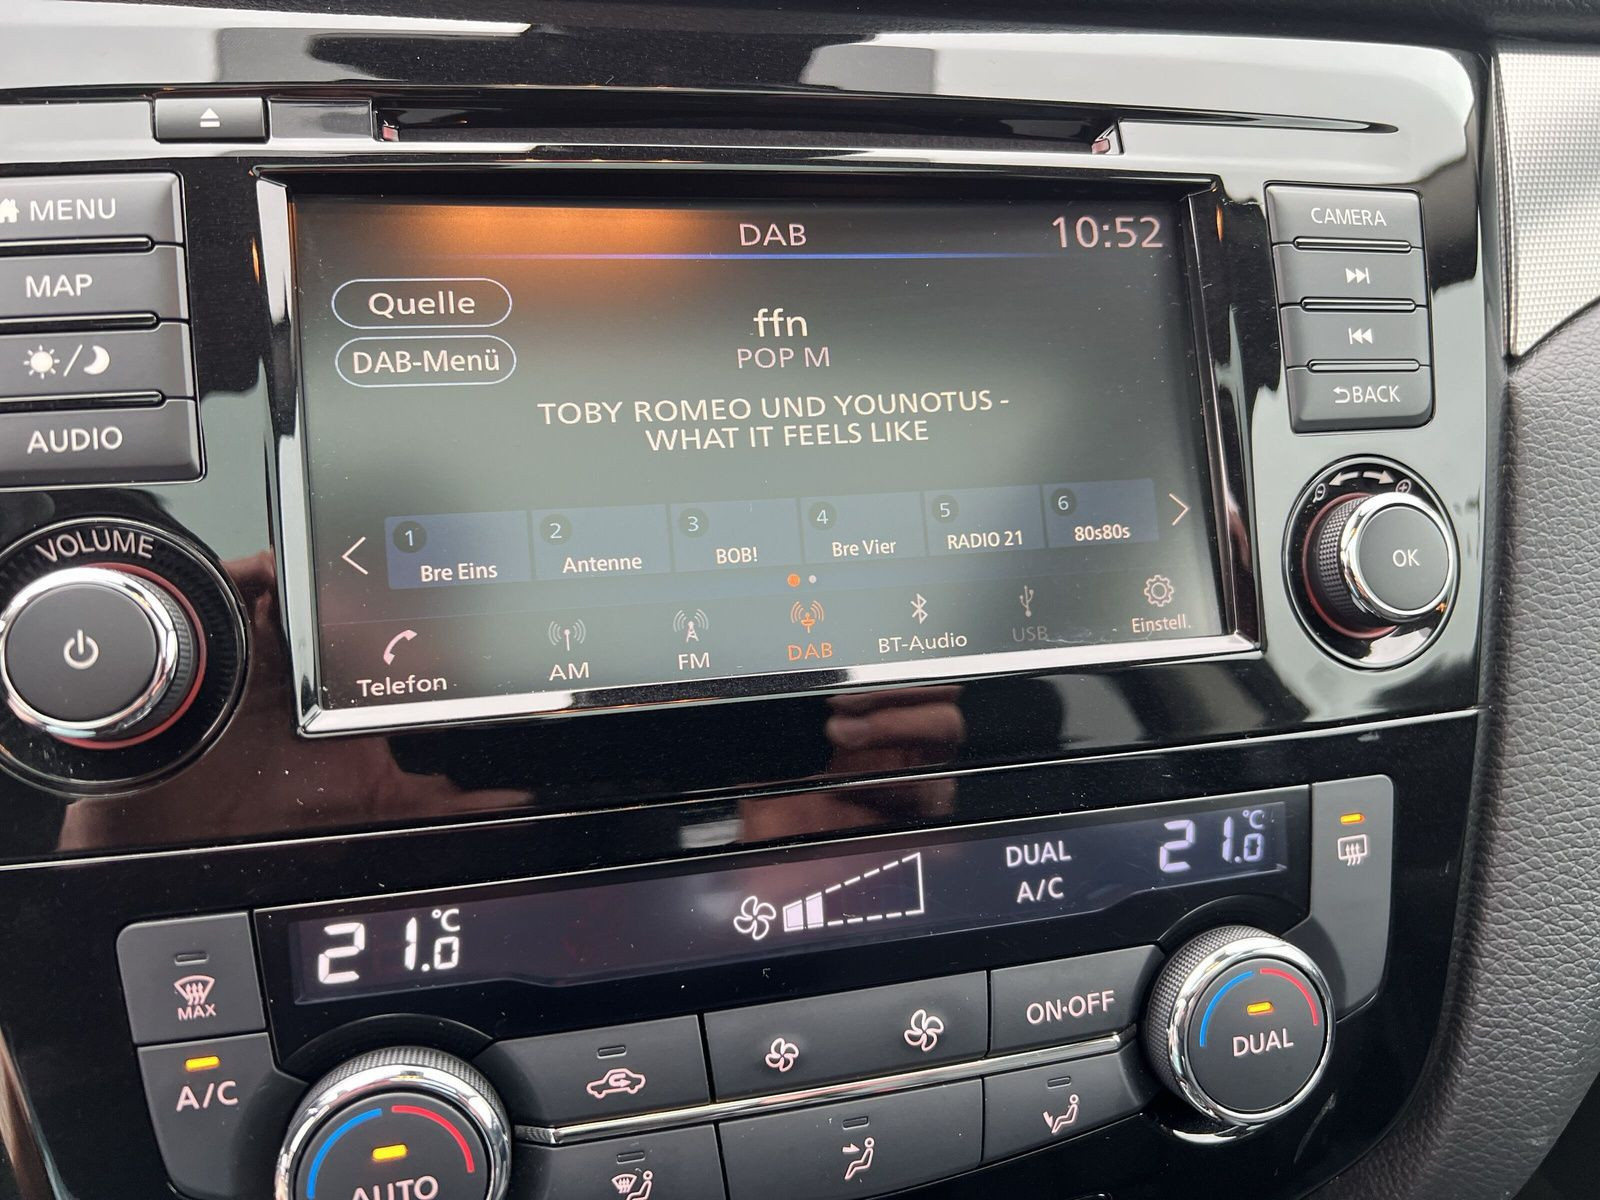 MENU
MAP
AUDIO
VOLUME
DAB
10:52
Quelle
DAB-Menü
ffn
POP M
TOBY ROMEO UND YOUNOTUS -
WHAT IT FEELS LIKE
1
Bre Eins
2
Antenne
3
BOB!
4
Bre Vier
5
RADIO 21
6
80s80s
Telefon
AM
FM
DAB
BT-Audio
USB
Einstell.
CAMERA
BACK
OK
21.0 °C
DUAL
A/C
21.0 °C
MAX
A/C
AUTO
ON·OFF
DUAL